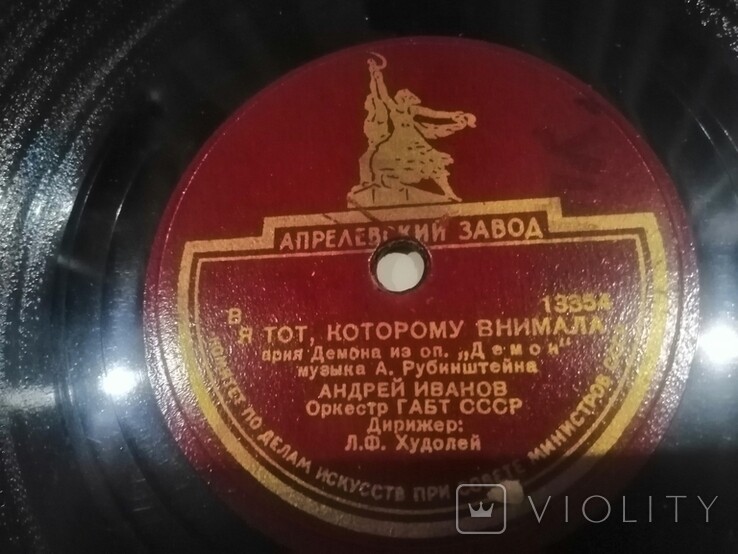 АПРЕЛЕВСКИЙ ЗАВОД
В 13354
Я ТОТ, КОТОРОМУ ВНИМАЛА
ария Демона из оп. „Демон"
музыка А. Рубинштейна
АНДРЕЙ ИВАНОВ
Оркестр ГАБТ СССР
Дирижер:
Л.Ф. Худолей
КОМИТЕТ ПО ДЕЛАМ ИСКУССТВ ПРИ СОВЕТЕ МИНИСТРОВ
VIOLITY